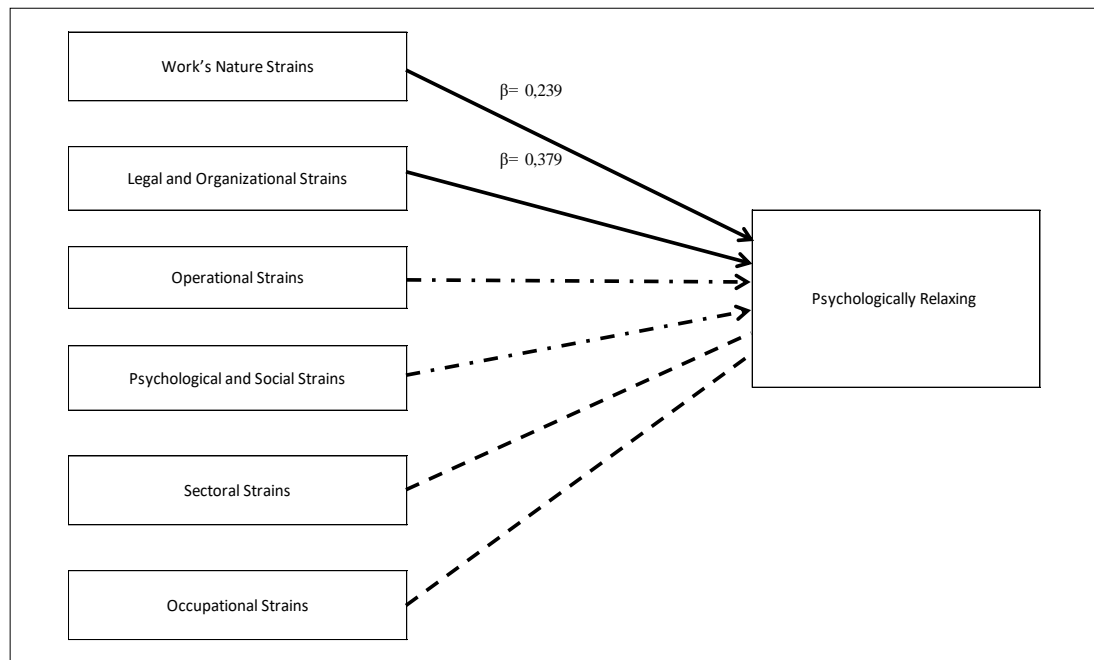 Work's Nature Strains
β= 0,239
β= 0,379
Legal and Organizational Strains
Operational Strains
Psychologically Relaxing
Psychological and Social Strains
Sectoral Strains
Occupational Strains